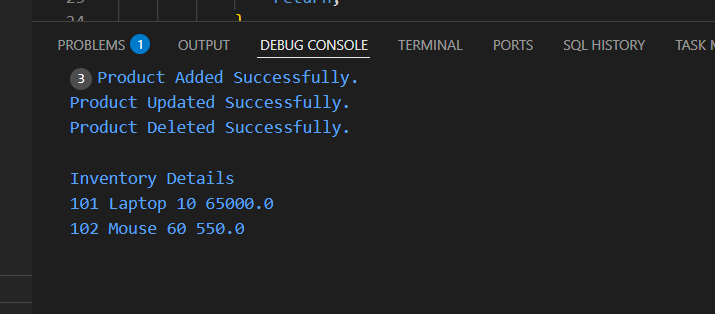 23 return;
24 }
PROBLEMS 1 OUTPUT DEBUG CONSOLE TERMINAL PORTS SQL HISTORY TASK M
3 Product Added Successfully.
Product Updated Successfully.
Product Deleted Successfully.
Inventory Details
101 Laptop 10 65000.0
102 Mouse 60 550.0